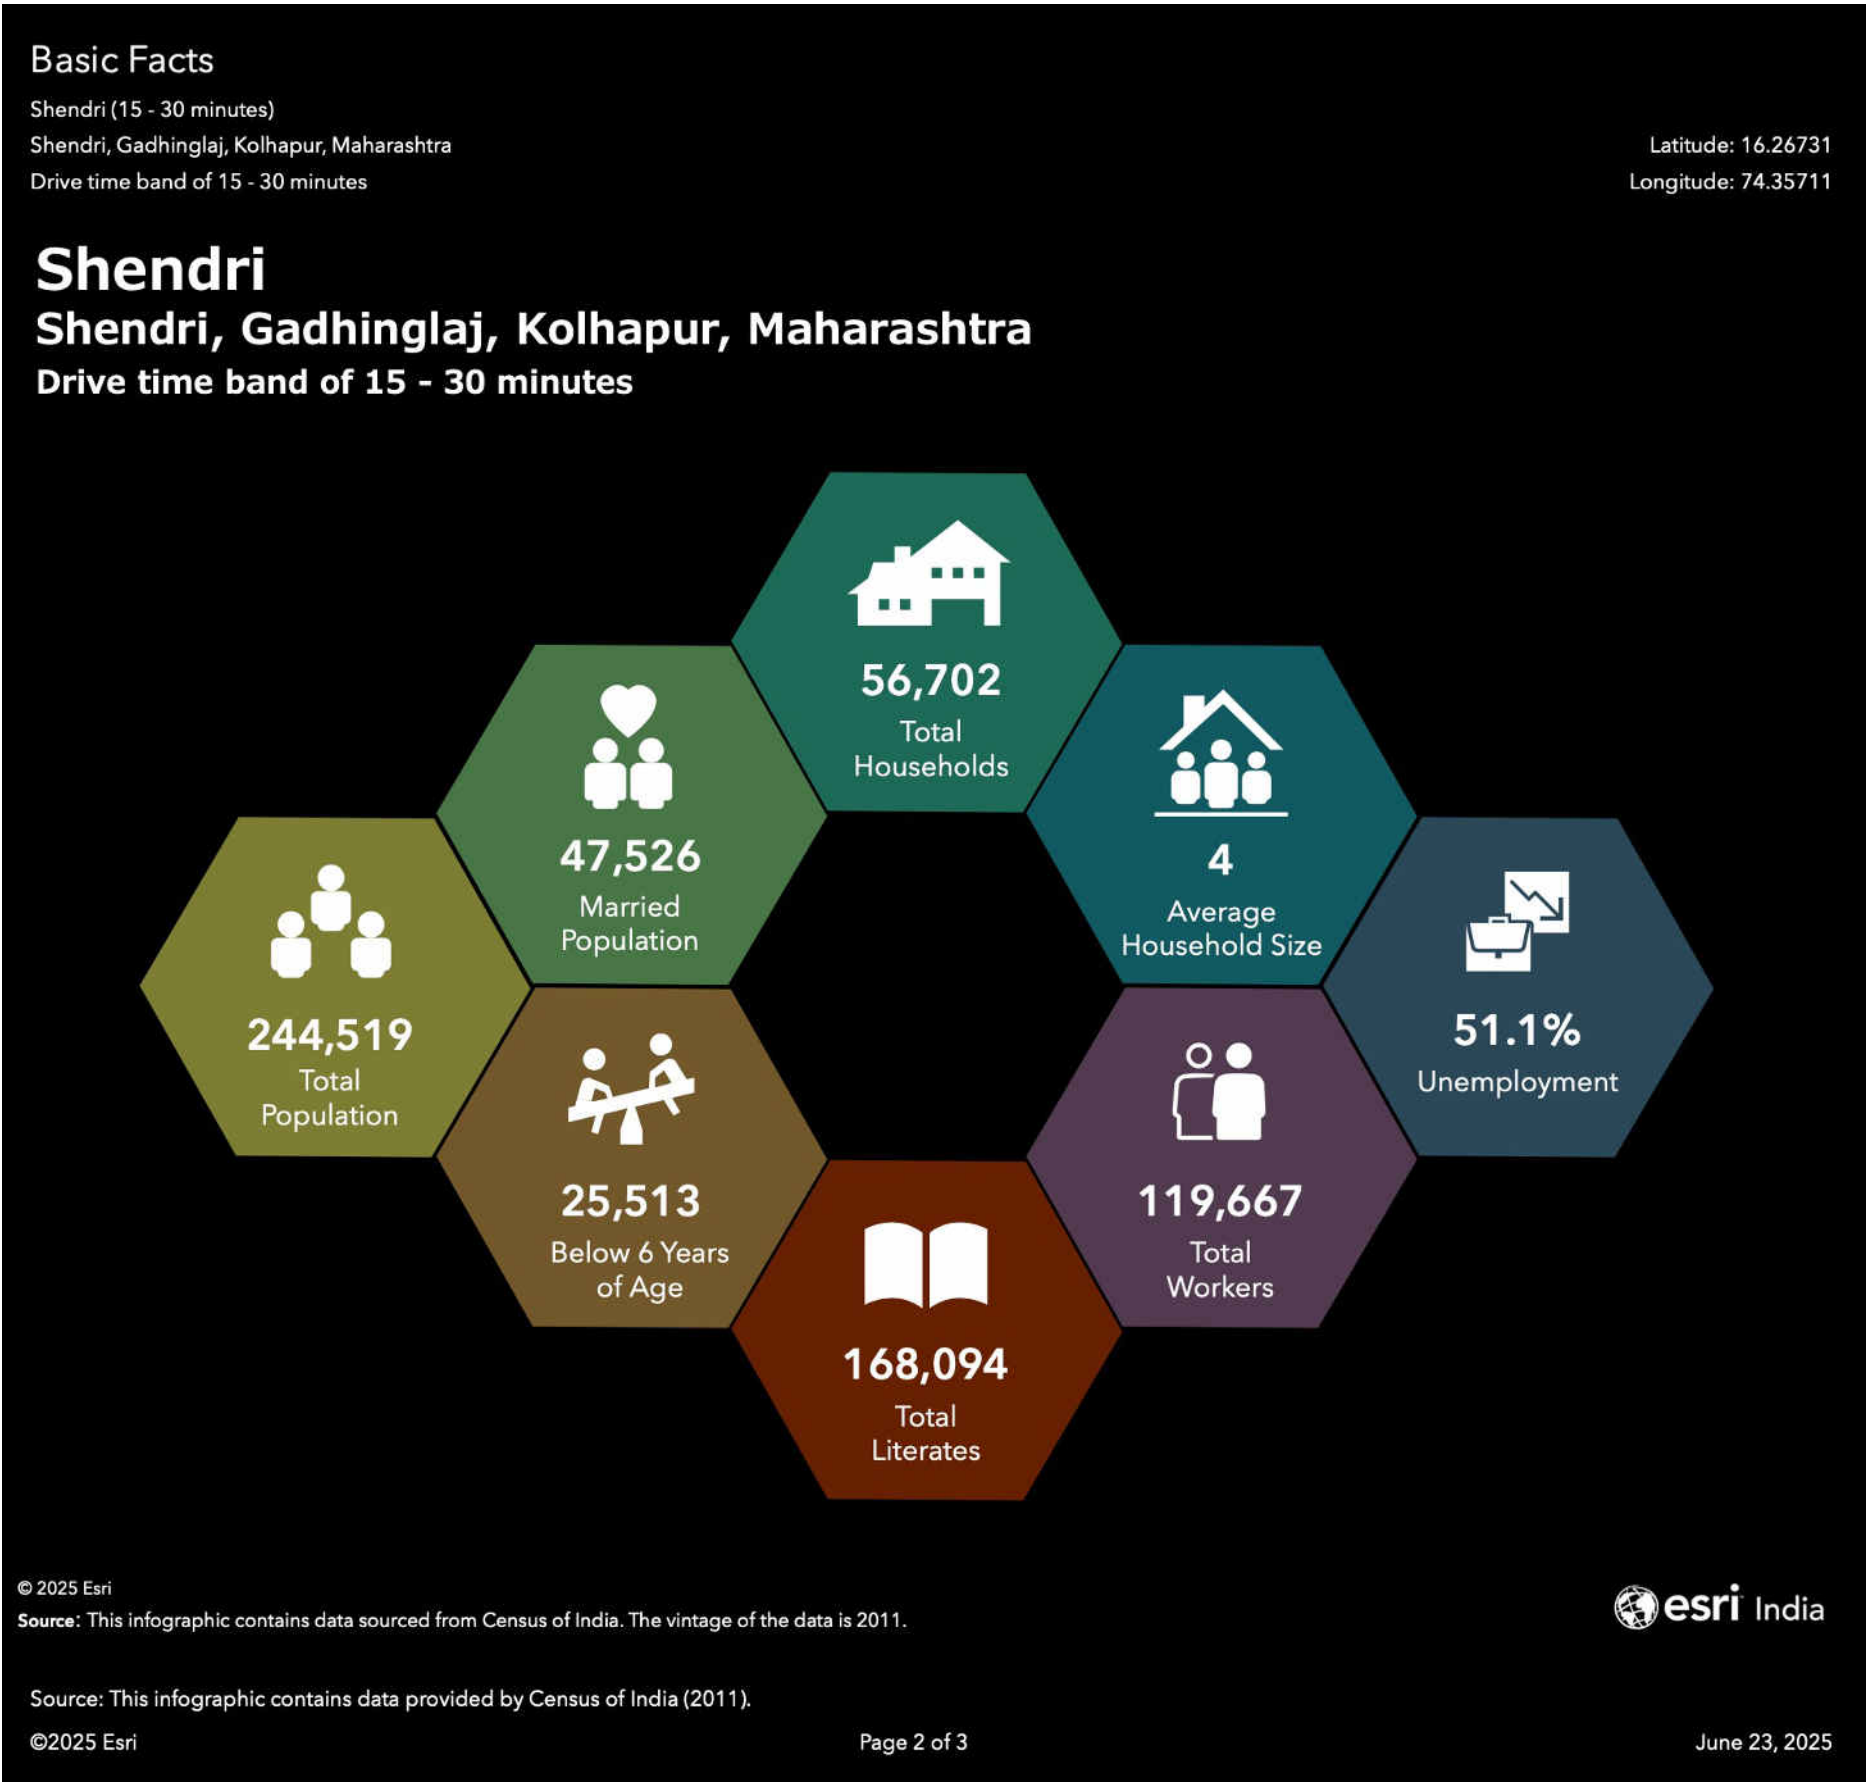 Basic Facts
Shendri (15 - 30 minutes)
Shendri, Gadhinglaj, Kolhapur, Maharashtra
Latitude: 16.26731
Drive time band of 15 - 30 minutes
Longitude: 74.35711
Shendri
Shendri, Gadhinglaj, Kolhapur, Maharashtra
Drive time band of 15 - 30 minutes
56,702
Total
Households
47,526
Married
Population
4
Average
Household Size
244,519
Total
Population
51.1%
Unemployment
25,513
Below 6 Years
of Age
119,667
Total
Workers
168,094
Total
Literates
© 2025 Esri
Source: This infographic contains data sourced from Census of India. The vintage of the data is 2011.
esri India
Source: This infographic contains data provided by Census of India (2011).
©2025 Esri
Page 2 of 3
June 23, 2025